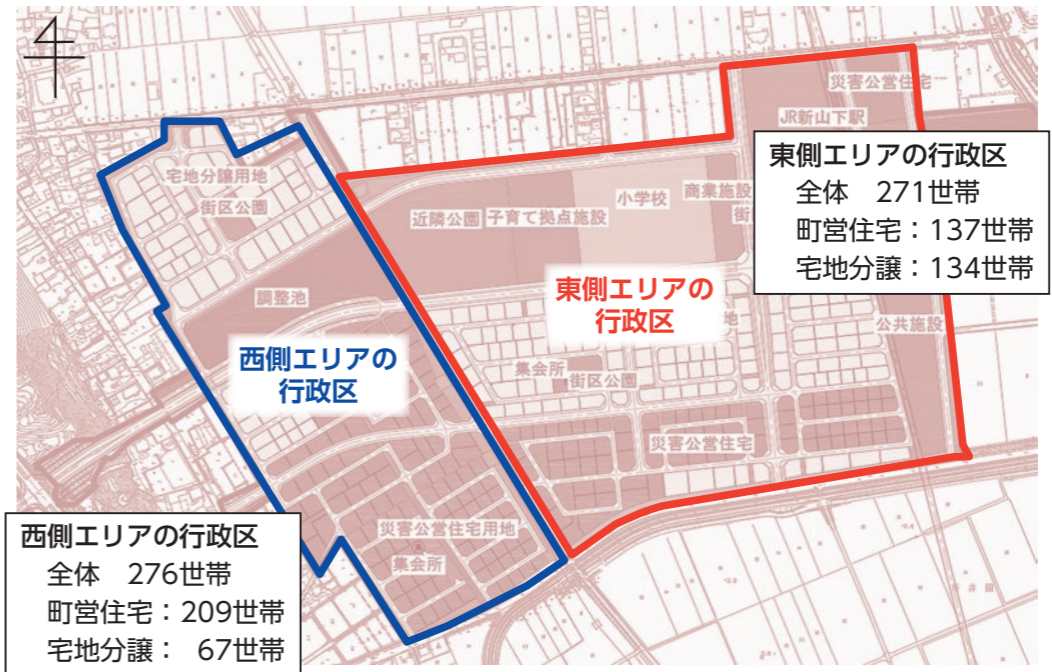 災害公営住宅
JR新山下駅
東側エリアの行政区
全体 271世帯
町営住宅：137世帯
宅地分譲：134世帯
宅地分譲用地
街区公園
近隣公園
子育て拠点施設
小学校
商業施設
調整池
東側エリアの
行政区
公共施設
西側エリアの
行政区
集会所
街区公園
災害公営住宅
災害公営住宅用地
集会所
西側エリアの行政区
全体 276世帯
町営住宅：209世帯
宅地分譲： 67世帯